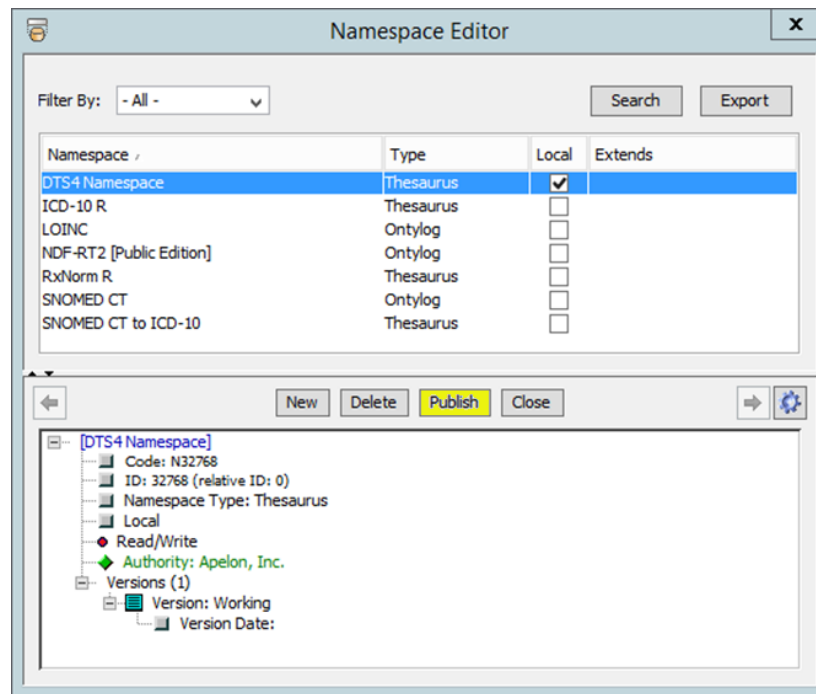 Namespace Editor
x
Filter By: - All -
Search Export
Namespace / Type Local Extends
DTS4 Namespace Thesaurus
ICD-10 R Thesaurus
LOINC Ontylog
NDF-RT2 [Public Edition] Ontylog
RxNorm R Thesaurus
SNOMED CT Ontylog
SNOMED CT to ICD-10 Thesaurus
New Delete Publish Close
[DTS4 Namespace]
Code: N32768
ID: 32768 (relative ID: 0)
Namespace Type: Thesaurus
Local
Read/Write
Authority: Apelon, Inc.
Versions (1)
Version: Working
Version Date: